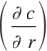 (∂ c / ∂ r)